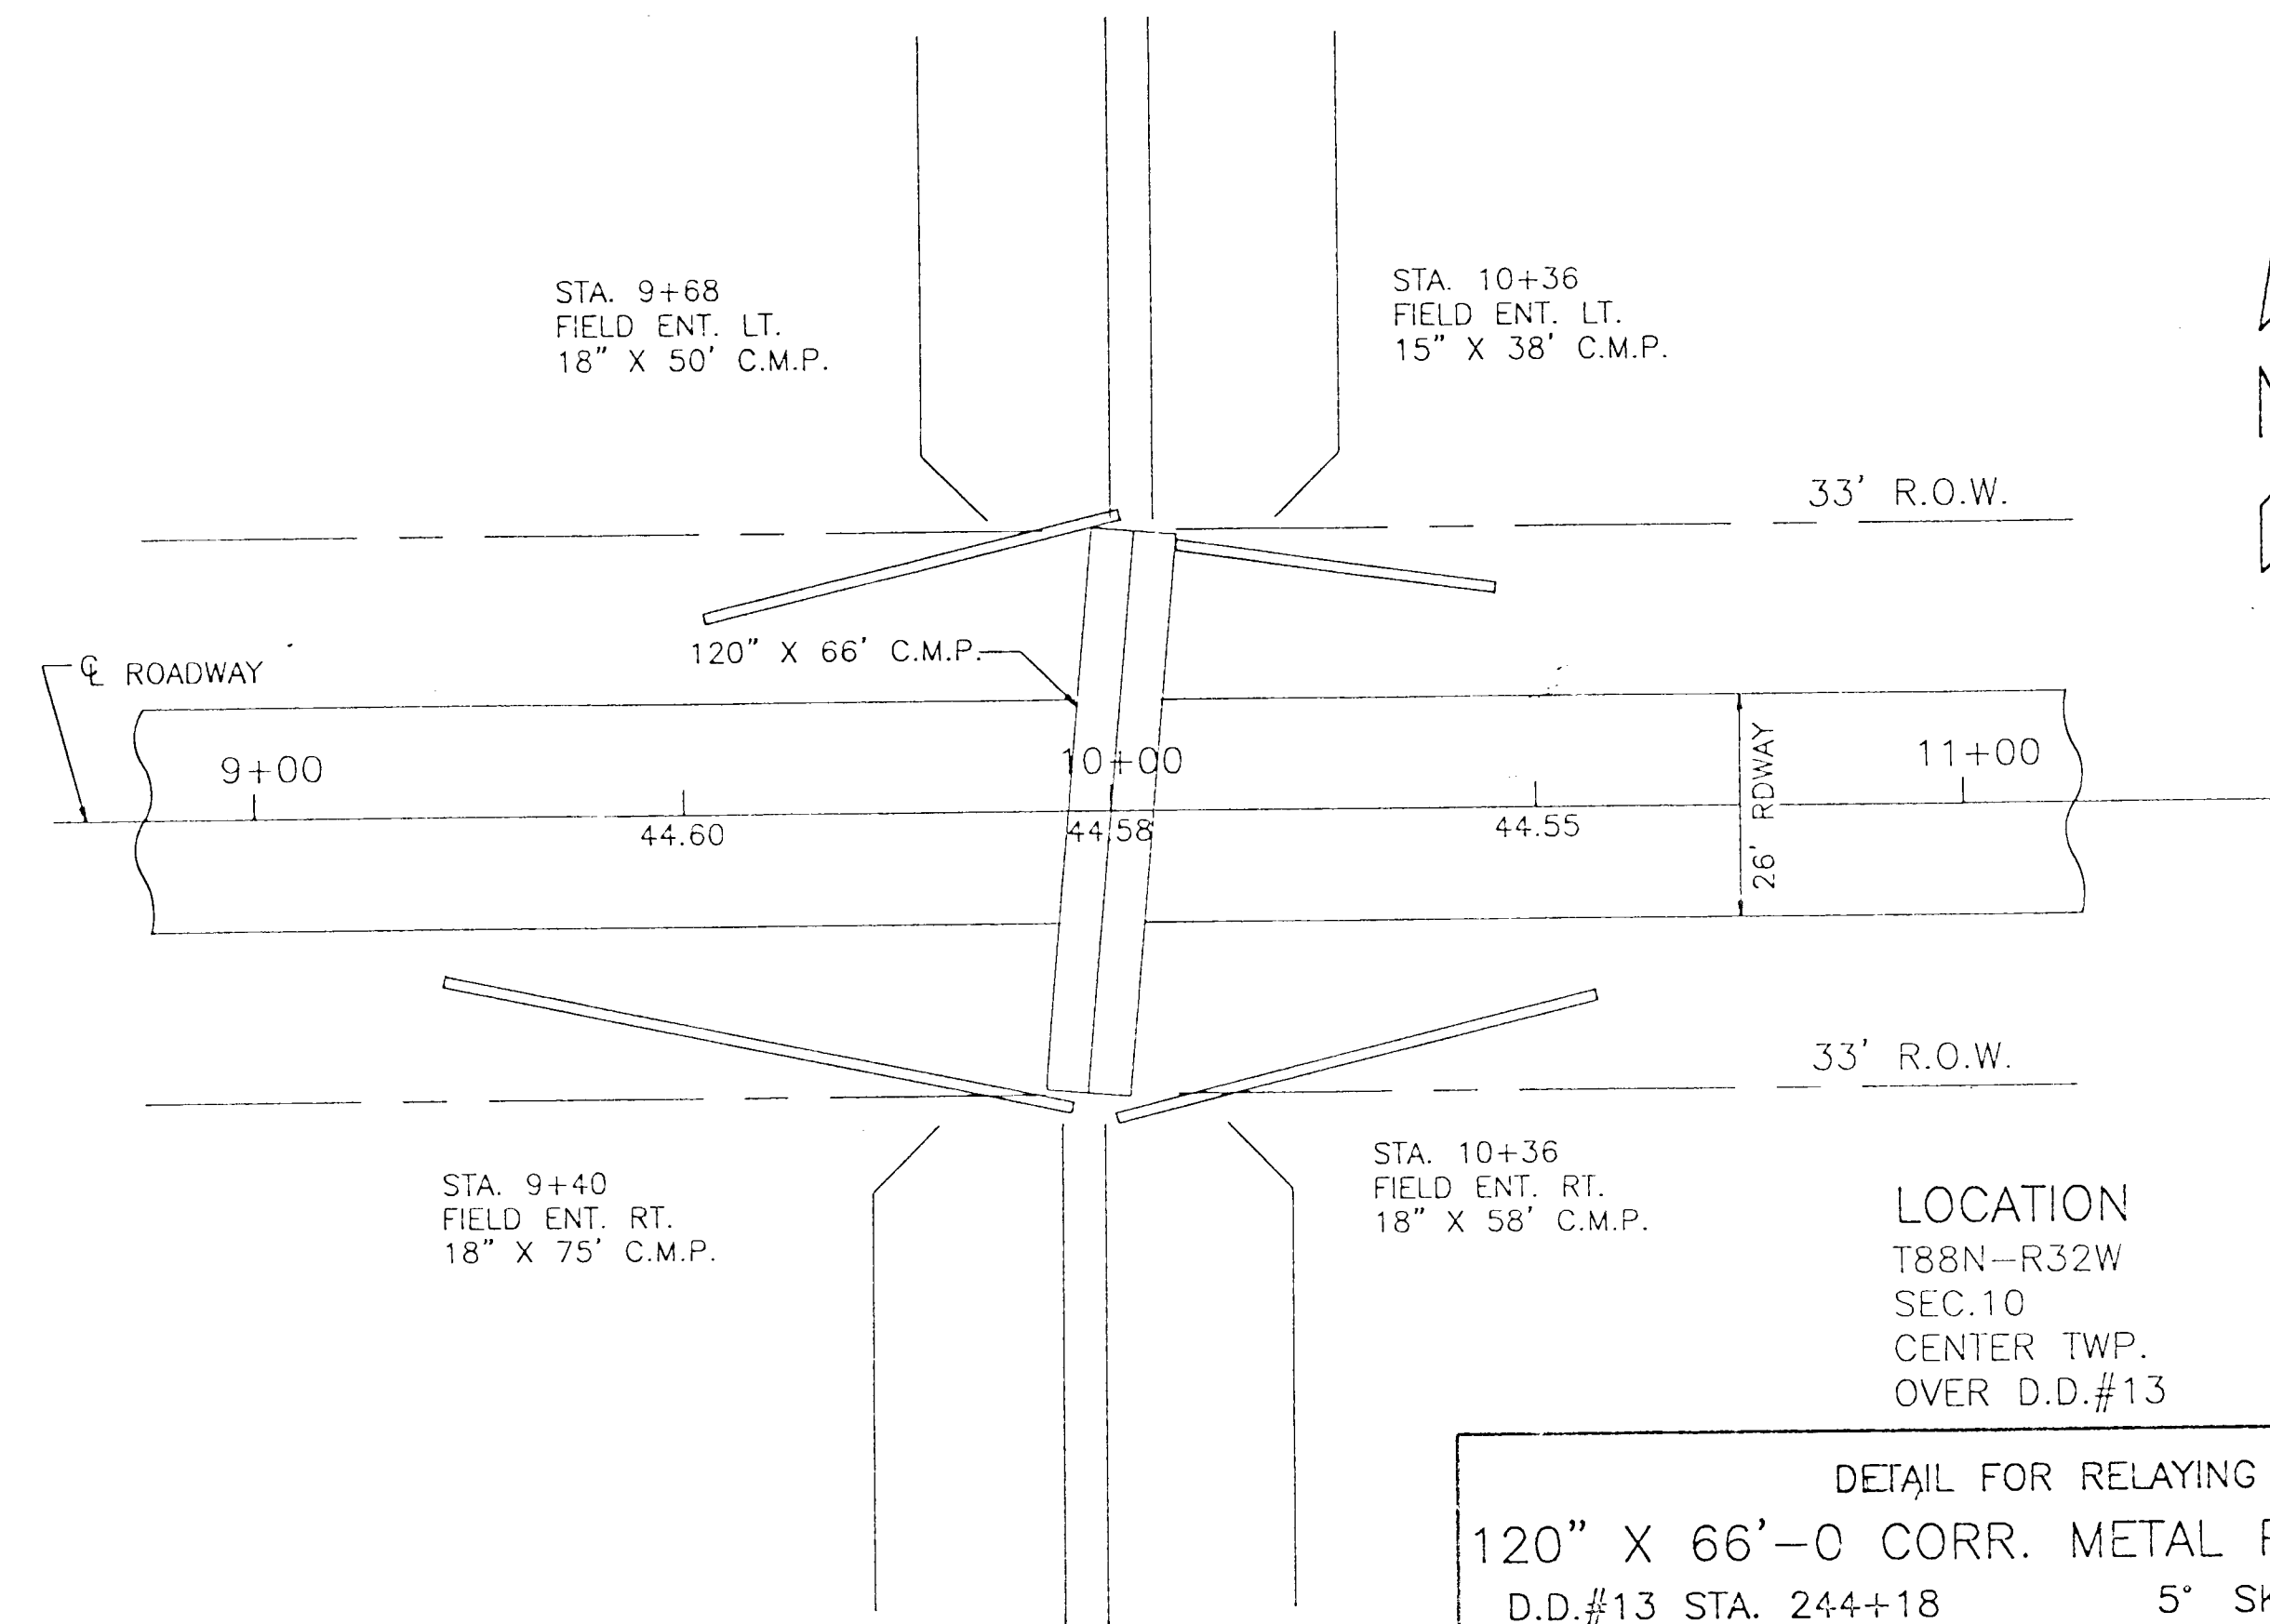 STA. 9+68
FIELD ENT. LT.
18" X 50' C.M.P.
STA. 10+36
FIELD ENT. LT.
15" X 38' C.M.P.
33' R.O.W.
120" X 66' C.M.P.
℄ ROADWAY
9+00
10+00
11+00
44.60
44.58
44.55
26' RDWAY
33' R.O.W.
STA. 9+40
FIELD ENT. RT.
18" X 75' C.M.P.
STA. 10+36
FIELD ENT. RT.
18" X 58' C.M.P.
LOCATION
T88N-R32W
SEC.10
CENTER TWP.
OVER D.D.#13
DETAIL FOR RELAYING
120" X 66'-0 CORR. METAL
D.D.#13 STA. 244+18 5°